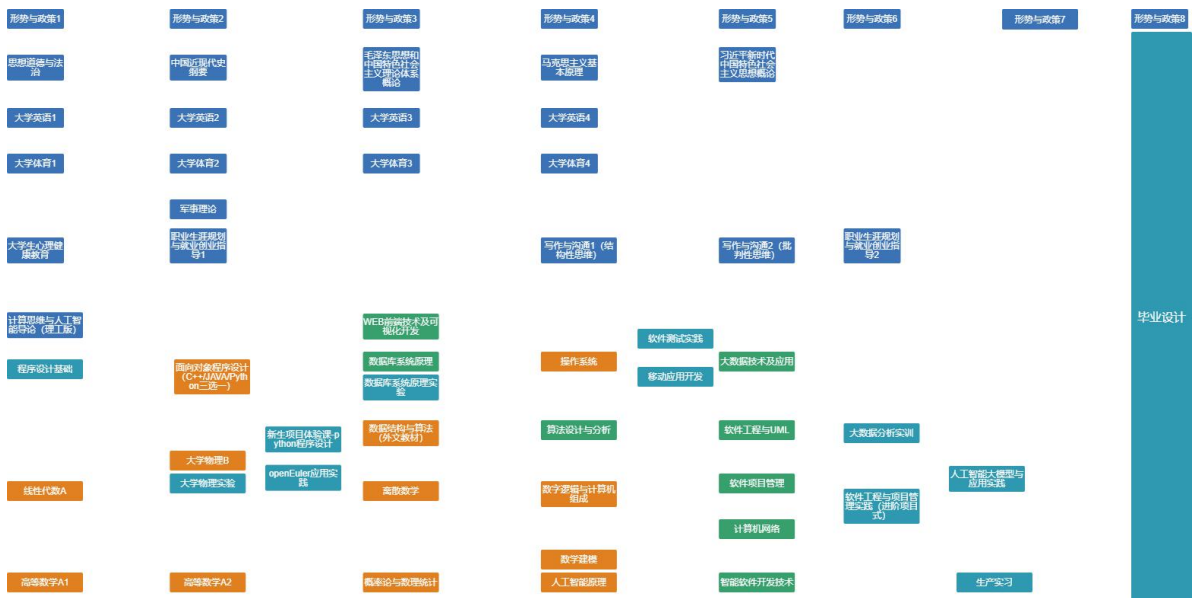 形势与政策1
形势与政策2
形势与政策3
形势与政策4
形势与政策5
形势与政策6
形势与政策7
形势与政策8
思想道德与法
治
中国近现代史
纲要
毛泽东思想和
中国特色社会
主义理论体系
概论
马克思主义基
本原理
习近平新时代
中国特色社会
主义思想概论
大学英语1
大学英语2
大学英语3
大学英语4
大学体育1
大学体育2
大学体育3
大学体育4
军事理论
大学生心理健
康教育
职业生涯规划
与就业创业指
导1
写作与沟通1（结
构性思维）
写作与沟通2（批
判性思维）
职业生涯规划
与就业创业指
导2
计算思维与人工智
能导论（理工版）
WEB前端技术及可
视化开发
软件测试实践
毕业设计
程序设计基础
面向对象程序设计
(C++/JAVA/Pyth
on三选一)
数据库系统原理
数据库系统原理实
验
操作系统
移动应用开发
大数据技术及应用
新生项目体验课-p
ython程序设计
数据结构与算法
(外文教材)
算法设计与分析
软件工程与UML
大数据分析实训
大学物理B
大学物理实验
openEuler应用实
践
线性代数A
离散数学
数字逻辑与计算机
组成
软件项目管理
软件工程与项目管
理实践（进阶项目
式）
人工智能大模型与
应用实践
计算机网络
数学建模
高等数学A1
高等数学A2
概率论与数理统计
人工智能原理
智能软件开发技术
生产实习